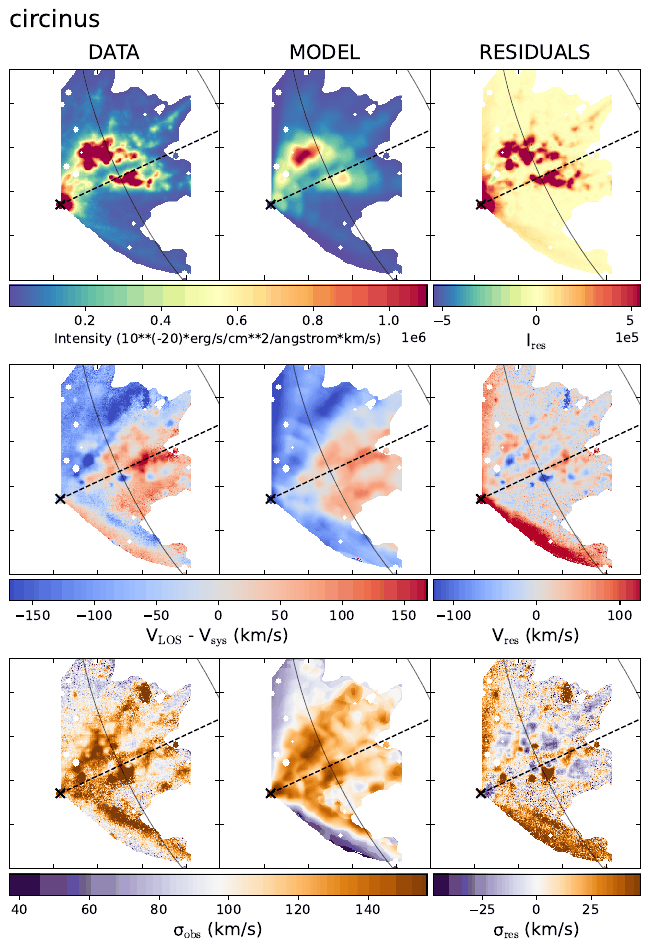 circinus
DATA MODEL RESIDUALS
0.2 0.4 0.6 0.8 1.0 −5 0 5
Intensity (10**(-20)*erg/s/cm**2/angstrom*km/s) 1e6 I_res 1e5
−150 −100 −50 0 50 100 150 −100 0 100
V_LOS - V_sys (km/s) V_res (km/s)
40 60 80 100 120 140 −25 0 25
σ_obs (km/s) σ_res (km/s)